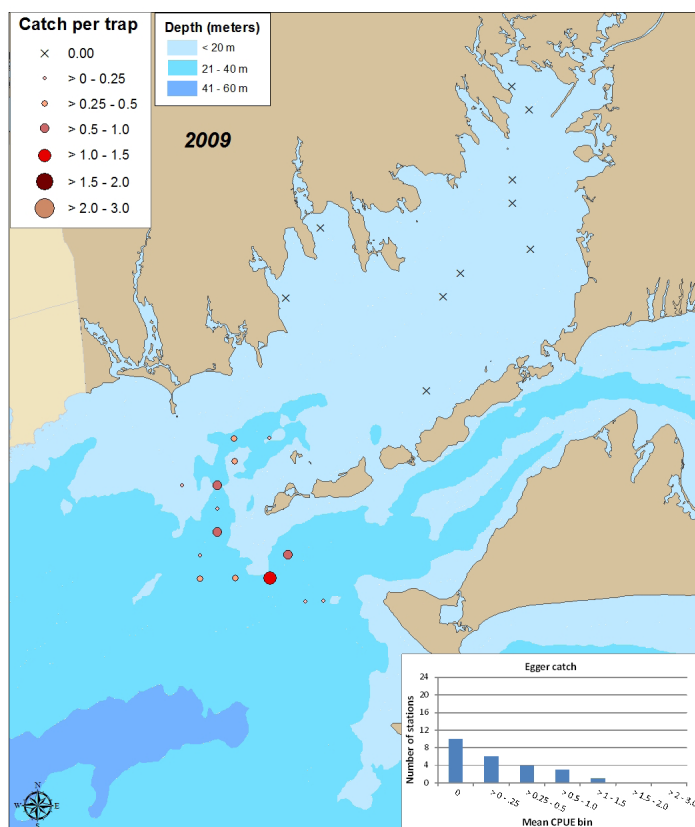 Catch per trap
0.00
> 0 - 0.25
> 0.25 - 0.5
> 0.5 - 1.0
> 1.0 - 1.5
> 1.5 - 2.0
> 2.0 - 3.0
Depth (meters)
< 20 m
21 - 40 m
41 - 60 m
2009
Egger catch
Number of stations
24
20
16
12
8
4
0
0
> 0 - .25
> 0.25 - 0.5
> 0.5 - 1.0
> 1 - 1.5
> 1.5 - 2.0
> 2 - 3.0
Mean CPUE bin
N
W E
S